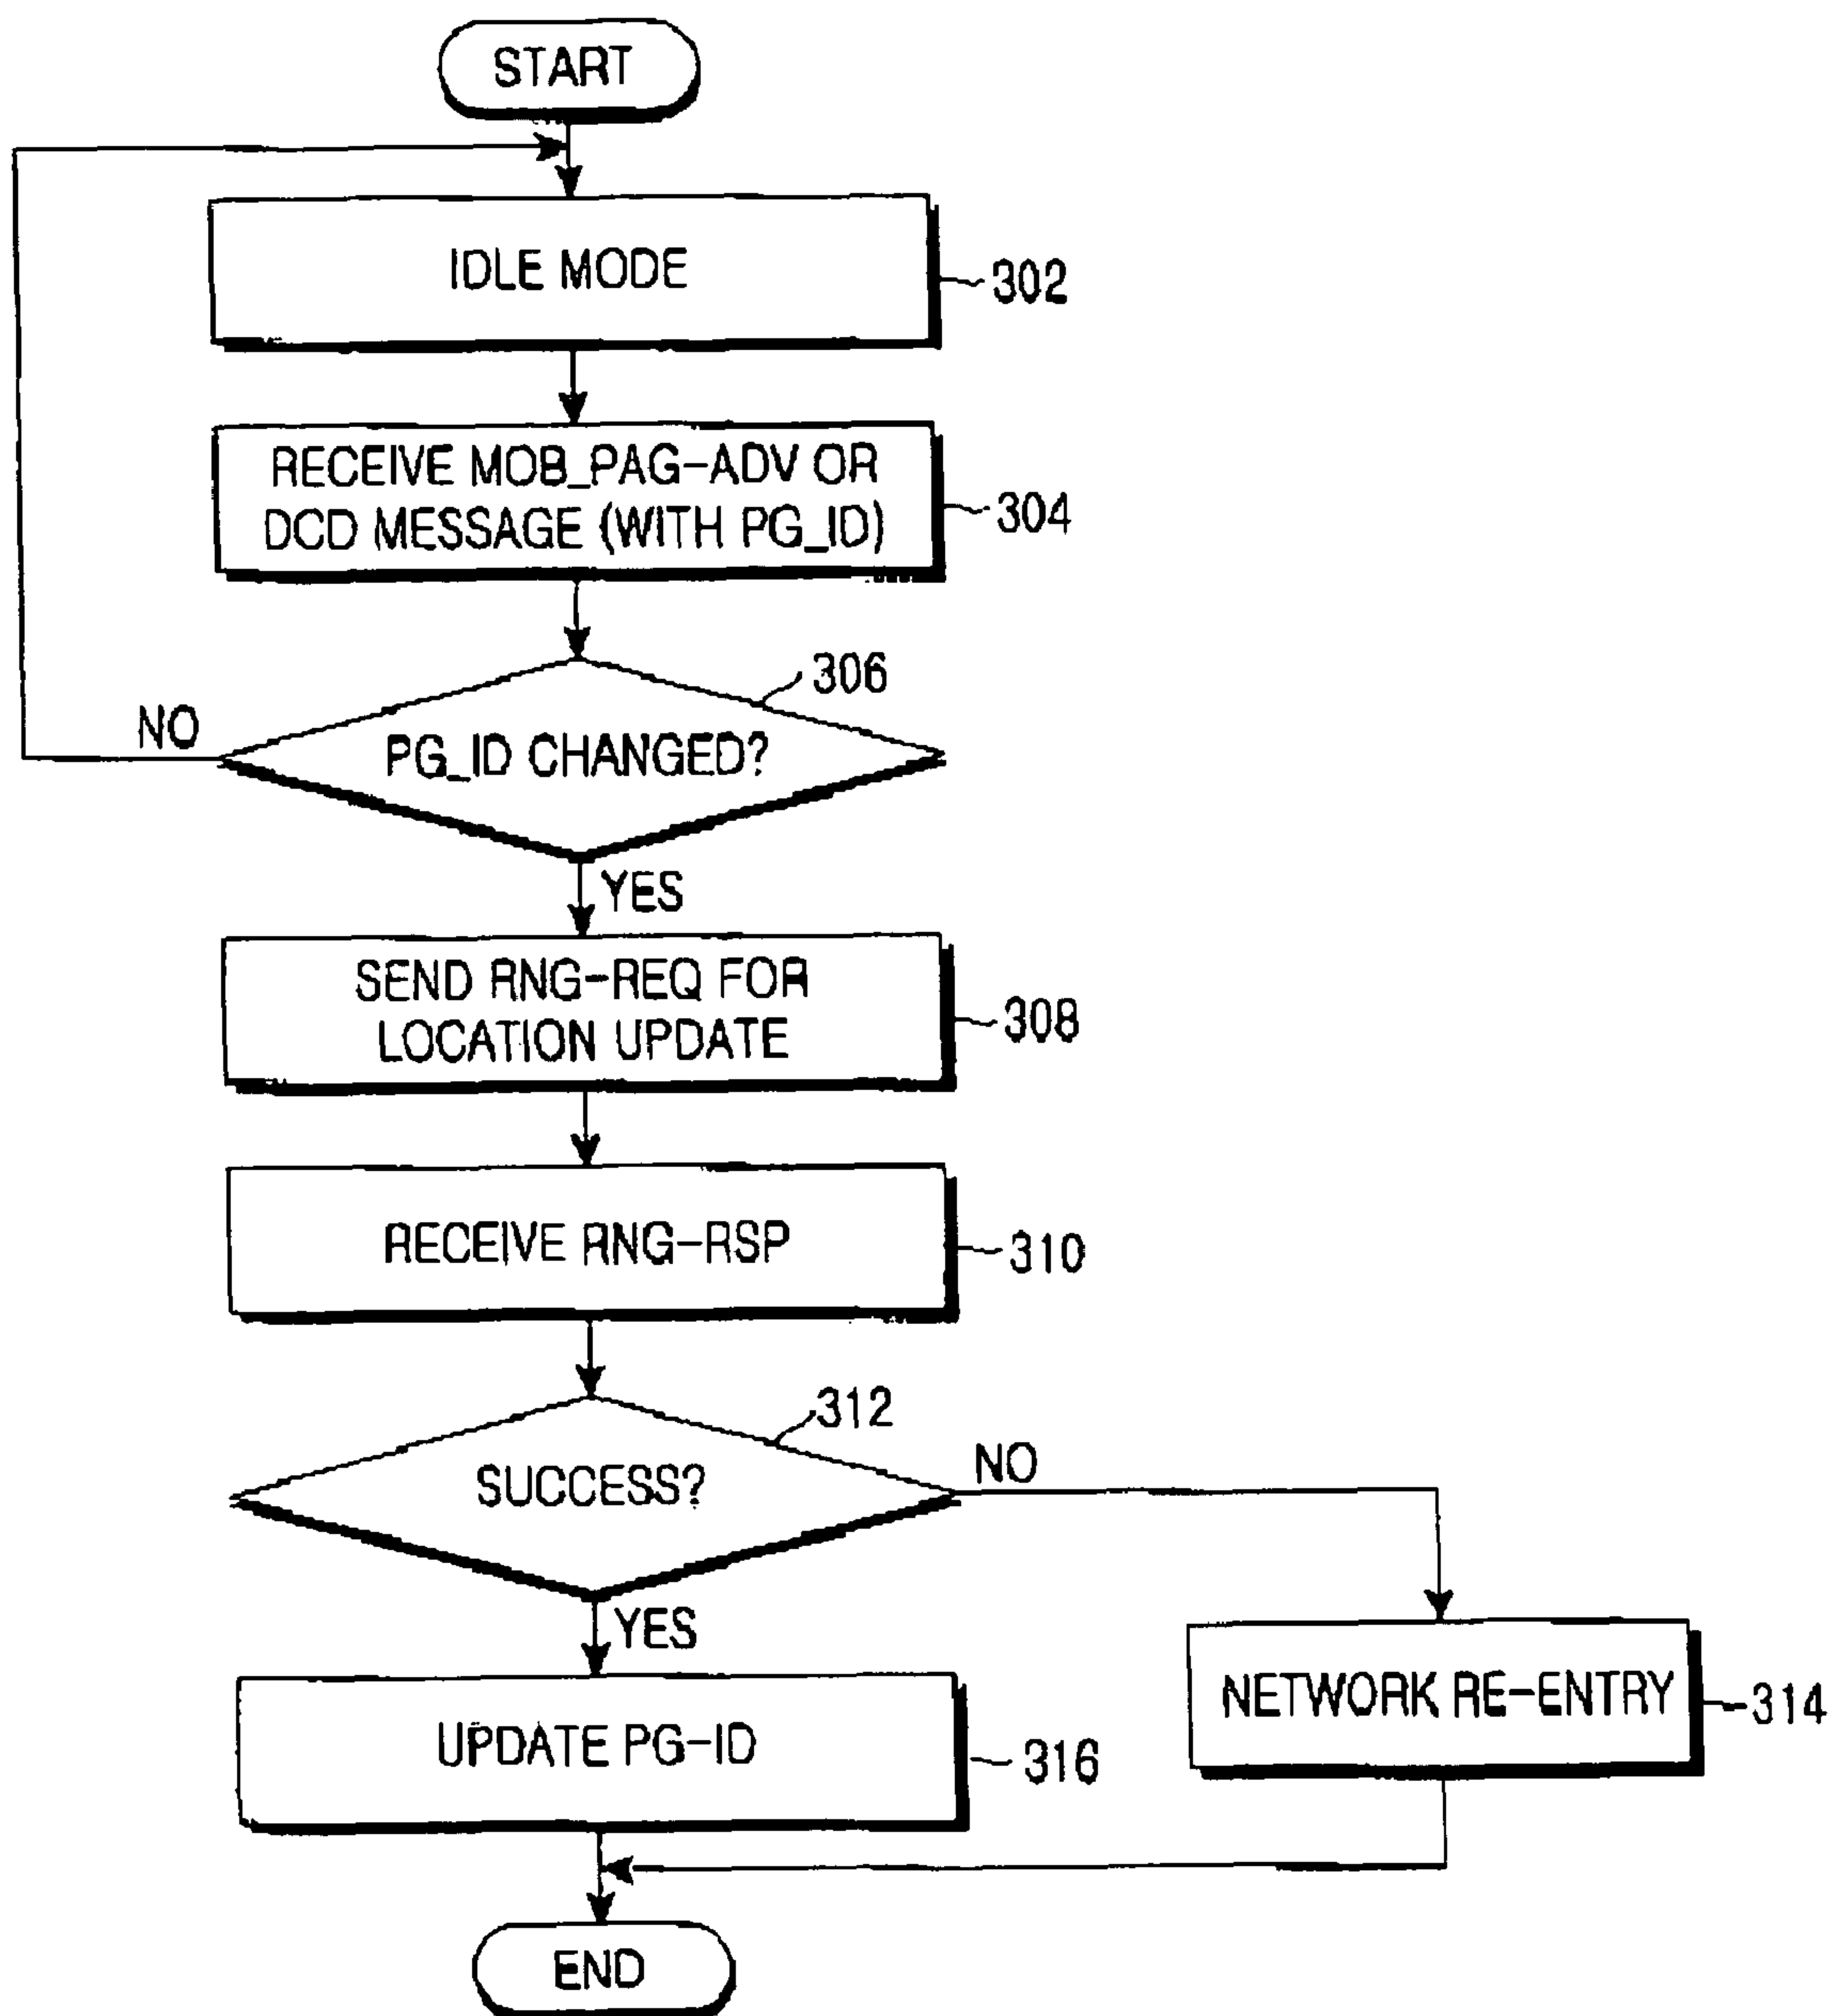 START
IDLE MODE
302
RECEIVE MOB_PAG-ADV OR
DCD MESSAGE (WITH PG_ID)
304
306
NO
PG_ID CHANGED?
YES
SEND RNG-REQ FOR
LOCATION UPDATE
308
RECEIVE RNG-RSP
310
312
NO
SUCCESS?
YES
NETWORK RE-ENTRY
314
UPDATE PG-ID
316
END